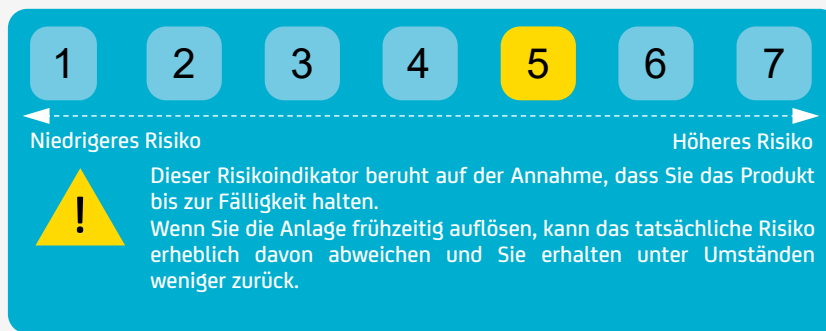 1 2 3 4 5 6 7
Niedrigeres Risiko Höheres Risiko
!
Dieser Risikoindikator beruht auf der Annahme, dass Sie das Produkt
bis zur Fälligkeit halten.
Wenn Sie die Anlage frühzeitig auflösen, kann das tatsächliche Risiko
erheblich davon abweichen und Sie erhalten unter Umständen
weniger zurück.